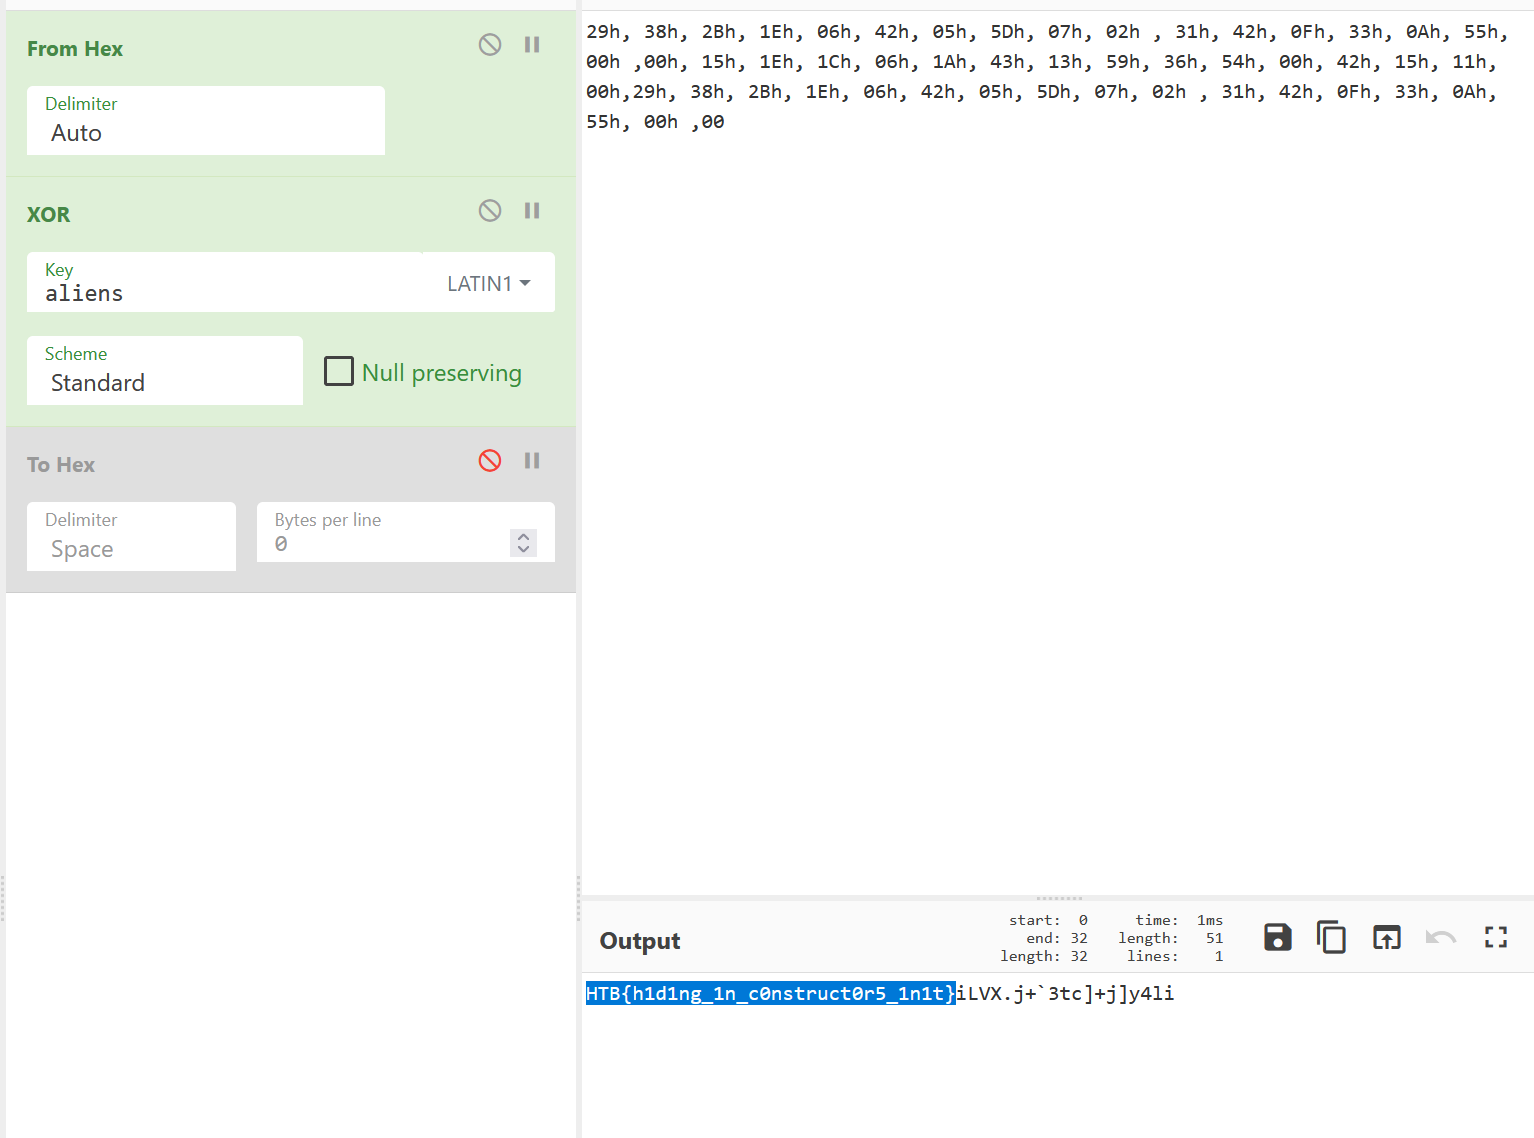 From Hex
Delimiter
Auto
XOR
Key
aliens
LATIN1
Scheme
Standard
Null preserving
To Hex
Delimiter
Space
Bytes per line
0
29h, 38h, 2Bh, 1Eh, 06h, 42h, 05h, 5Dh, 07h, 02h , 31h, 42h, 0Fh, 33h, 0Ah, 55h,
00h ,00h, 15h, 1Eh, 1Ch, 06h, 1Ah, 43h, 13h, 59h, 36h, 54h, 00h, 42h, 15h, 11h,
00h,29h, 38h, 2Bh, 1Eh, 06h, 42h, 05h, 5Dh, 07h, 02h , 31h, 42h, 0Fh, 33h, 0Ah,
55h, 00h ,00
Output
start: 0 time: 1ms
end: 32 length: 51
length: 32 lines: 1
HTB{h1d1ng_1n_c0nstruct0r5_1n1t}iLVX.j+`3tc]+j]y4li